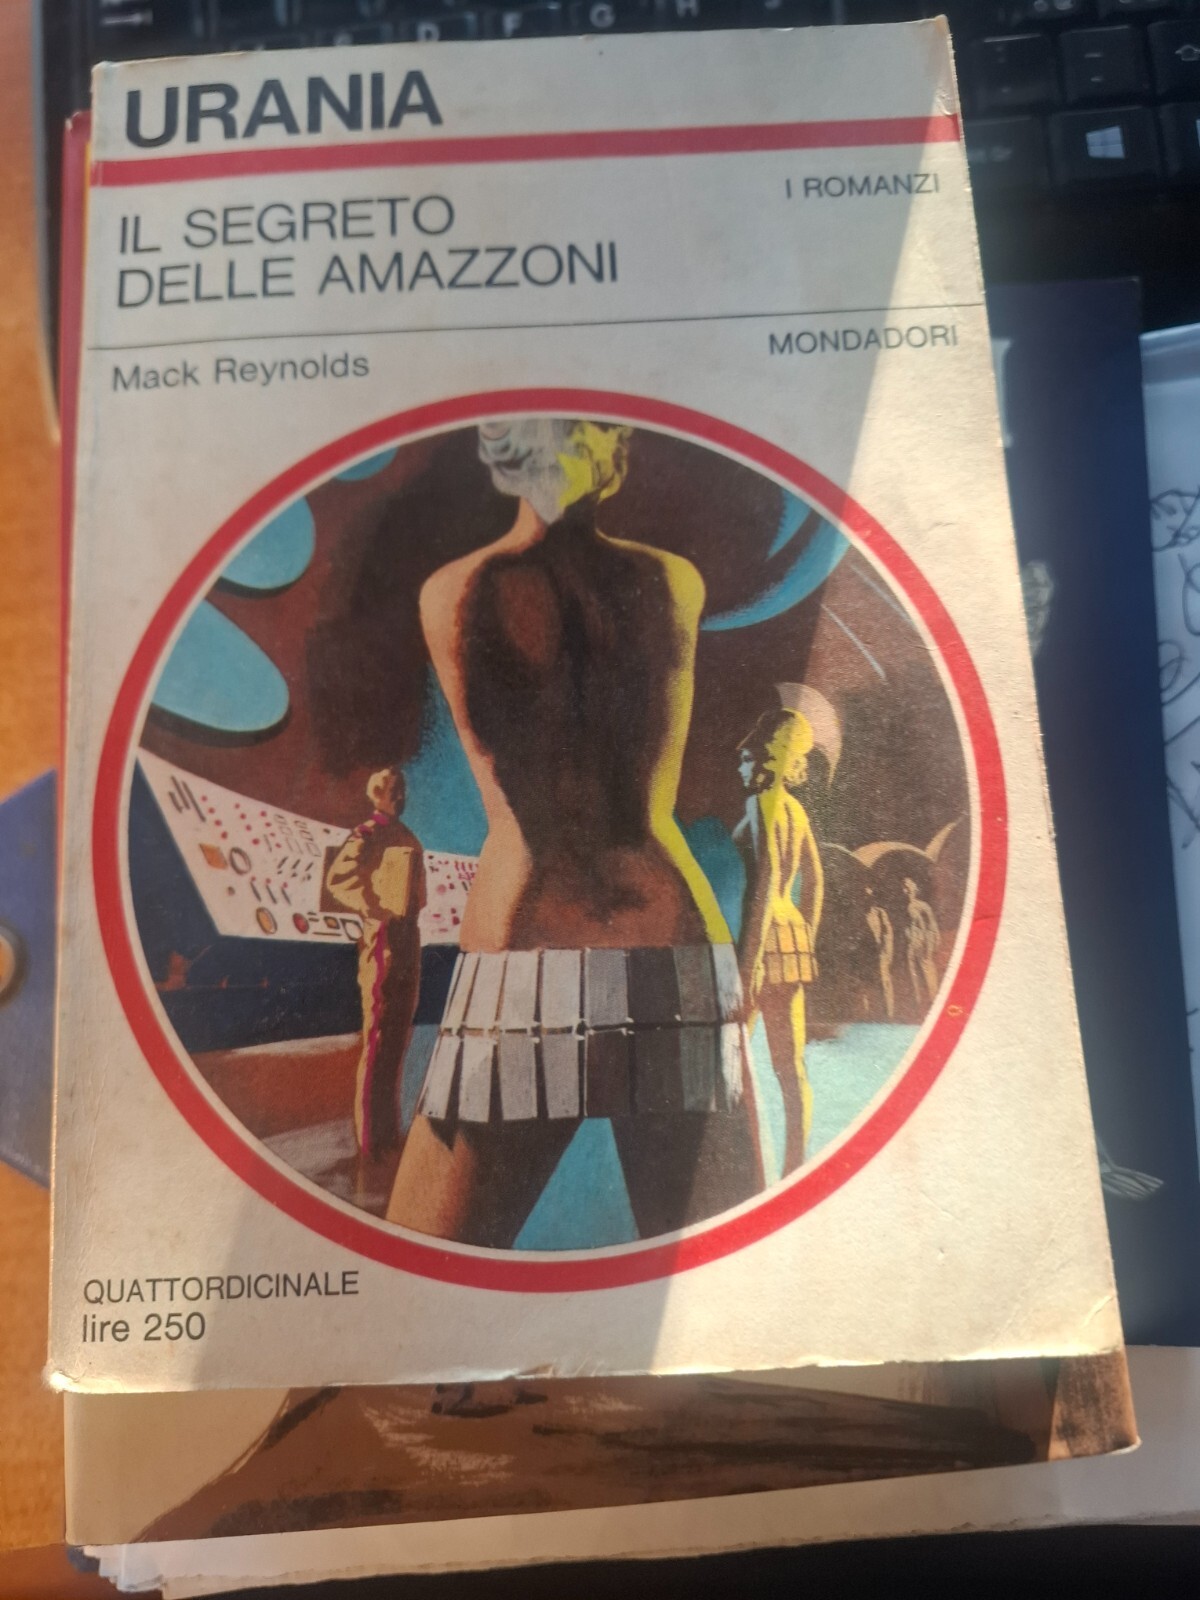 D F G H
URANIA
I ROMANZI
IL SEGRETO
DELLE AMAZZONI
MONDADORI
Mack Reynolds
QUATTORDICINALE
lire 250